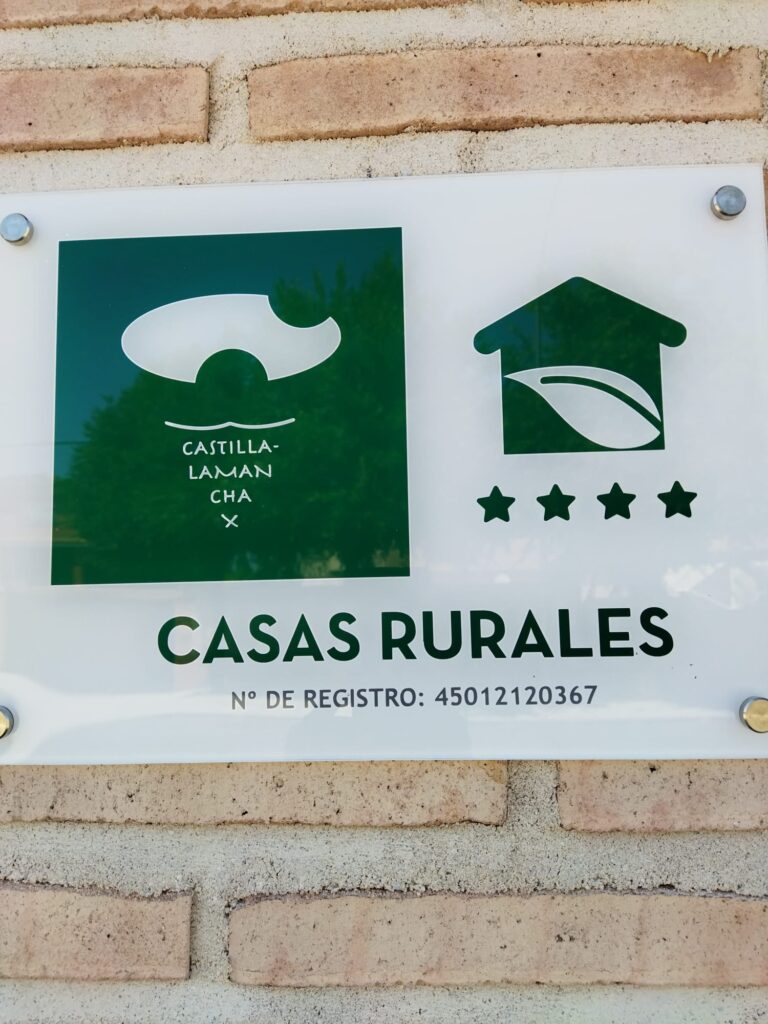 CASTILLA-
LAMAN
CHA
X
CASAS RURALES
Nº DE REGISTRO: 45012120367